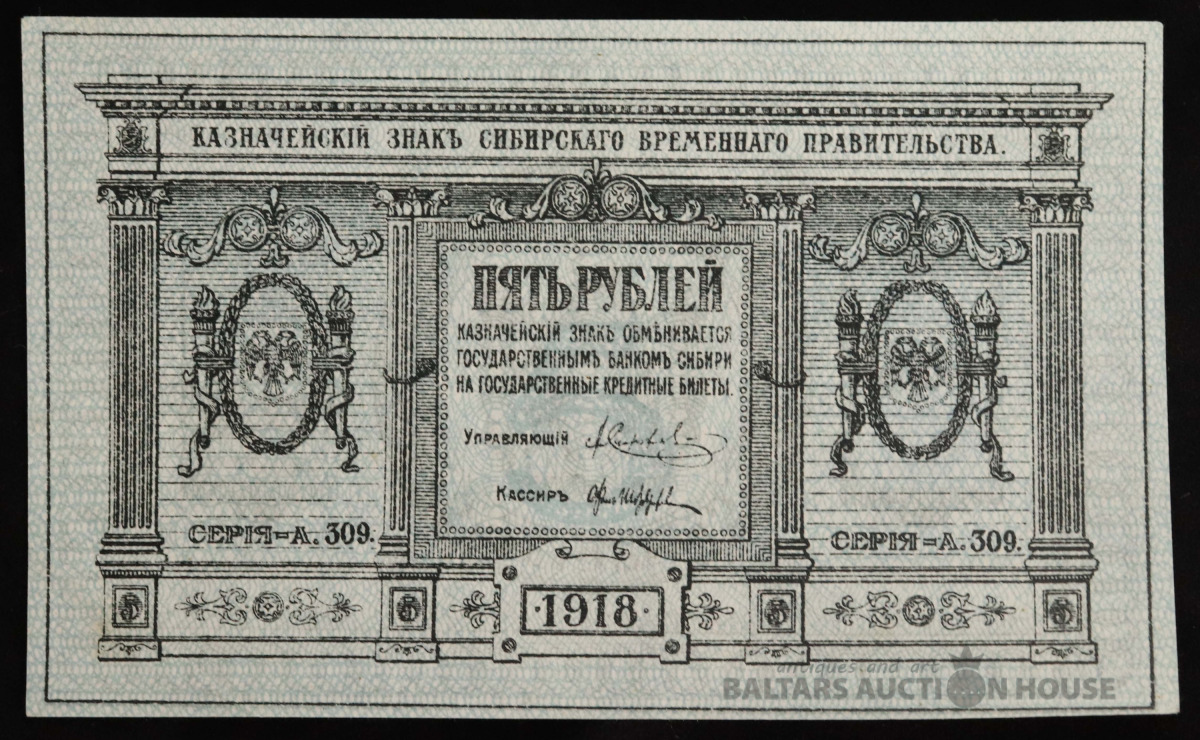 КАЗНАЧЕЙСКІЙ ЗНАКЪ СИБИРСКАГО ВРЕМЕННАГО ПРАВИТЕЛЬСТВА.
ПЯТЬ РУБЛЕЙ
КАЗНАЧЕЙСКІЙ ЗНАКЪ ОБМѢНИВАЕТСЯ
ГОСУДАРСТВЕННЫМЪ БАНКОМЪ СИБИРИ
НА ГОСУДАРСТВЕННЫЕ КРЕДИТНЫЕ БИЛЕТЫ.
УПРАВЛЯЮЩІЙ
КАССИРЪ
СЕРІЯ=А. 309.
СЕРІЯ=А. 309.
5
5
·1918·
5
5
antiques and art
BALTARS AUCTION HOUSE